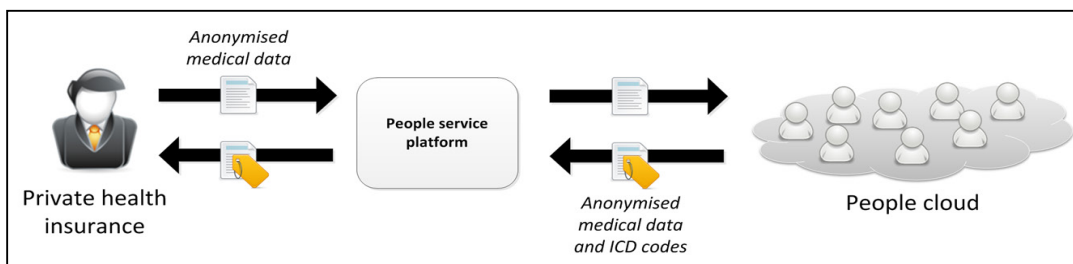 Anonymised
medical data
People service
platform
Private health
insurance
Anonymised
medical data
and ICD codes
People cloud